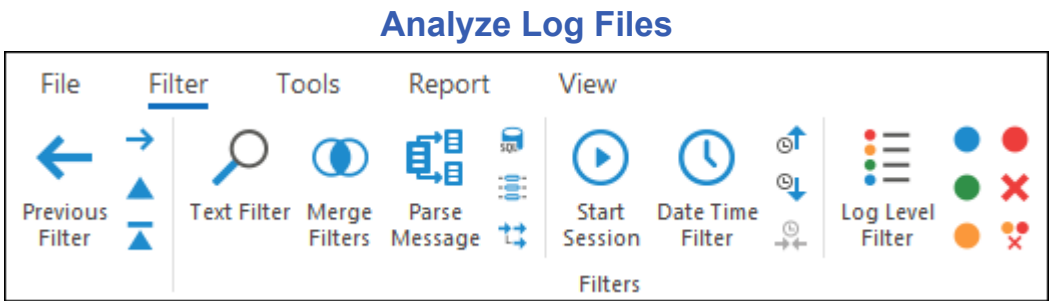 Analyze Log Files
File Filter Tools Report View
Previous
Filter
Text Filter
Merge
Filters
Parse
Message
SQL
Start
Session
Date Time
Filter
Log Level
Filter
Filters